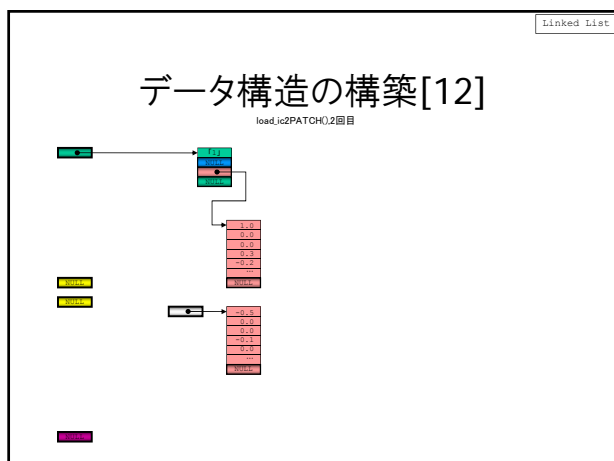 Linked List
データ構造の構築[12]
load_ic2PATCH(),2回目
「1」
NULL
NULL
1.0
0.0
0.0
0.3
-0.2
…
NULL
NULL
NULL
-0.5
0.0
0.0
-0.1
0.0
…
NULL
NULL